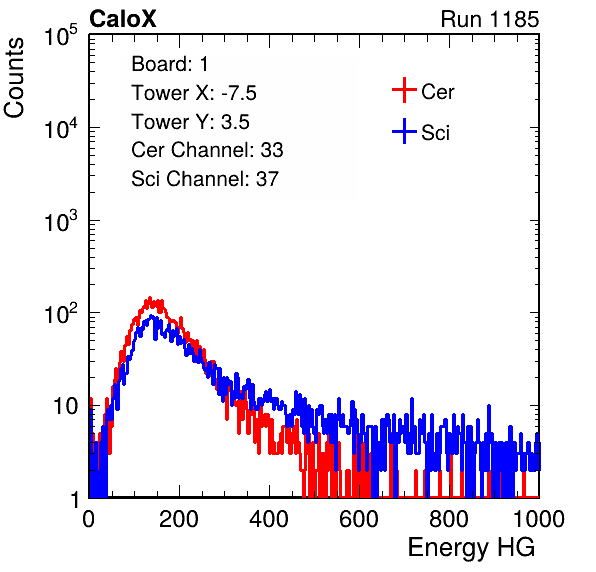 CaloX Run 1185
Counts
10^5
10^4
10^3
10^2
10
1
Board: 1
Tower X: -7.5
Tower Y: 3.5
Cer Channel: 33
Sci Channel: 37
Cer
Sci
0 200 400 600 800 1000
Energy HG